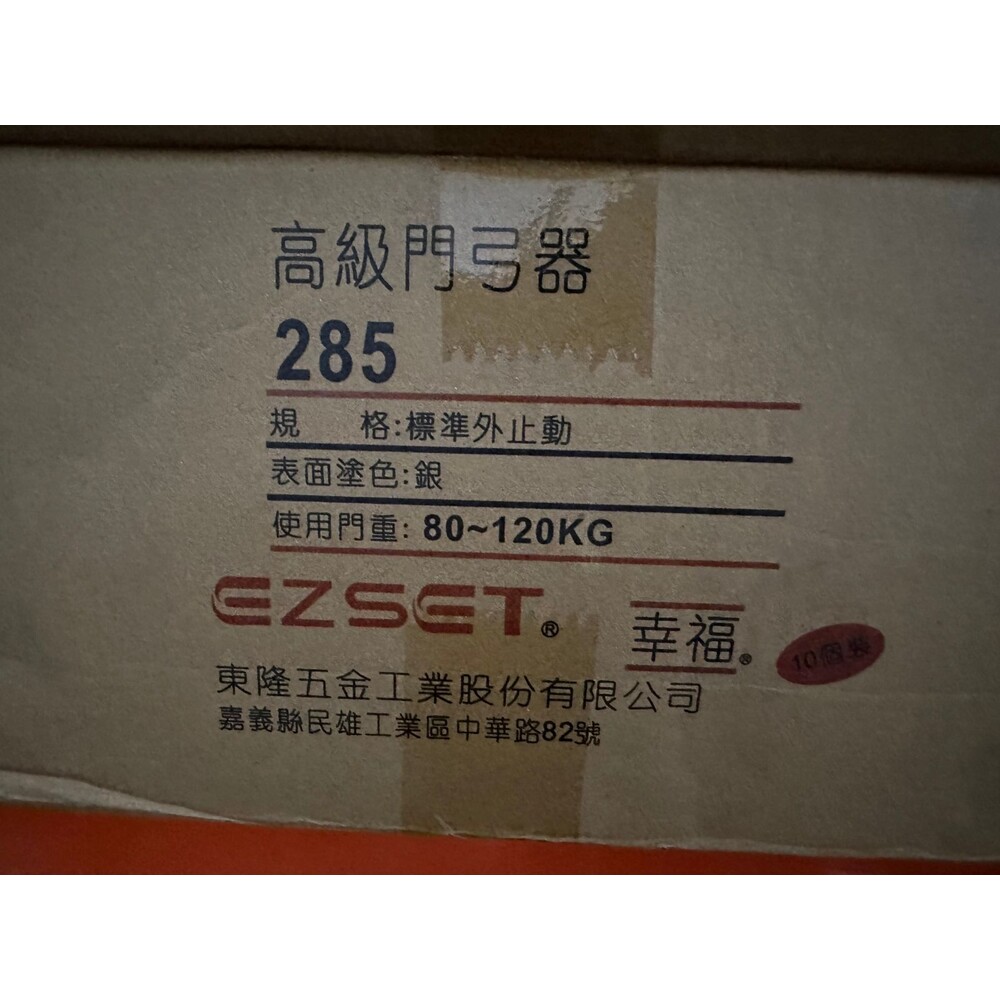 高級門弓器
285
規　　格:標準外止動
表面塗色:銀
使用門重: 80~120KG
EZSET®
幸福®
10個裝
東隆五金工業股份有限公司
嘉義縣民雄工業區中華路82號